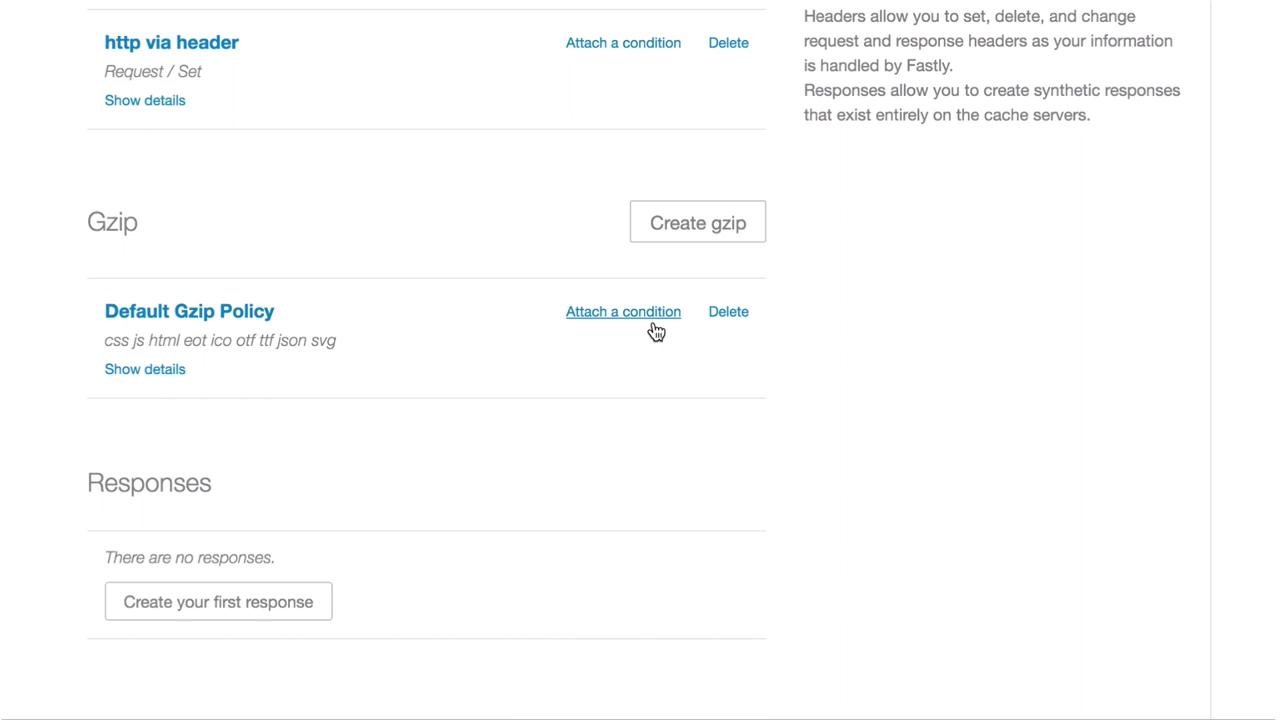 http via header
Attach a condition
Delete
Request / Set
Show details
Gzip
Create gzip
Default Gzip Policy
Attach a condition
Delete
css js html eot ico otf ttf json svg
Show details
Responses
There are no responses.
Create your first response
Headers allow you to set, delete, and change
request and response headers as your information
is handled by Fastly.
Responses allow you to create synthetic responses
that exist entirely on the cache servers.